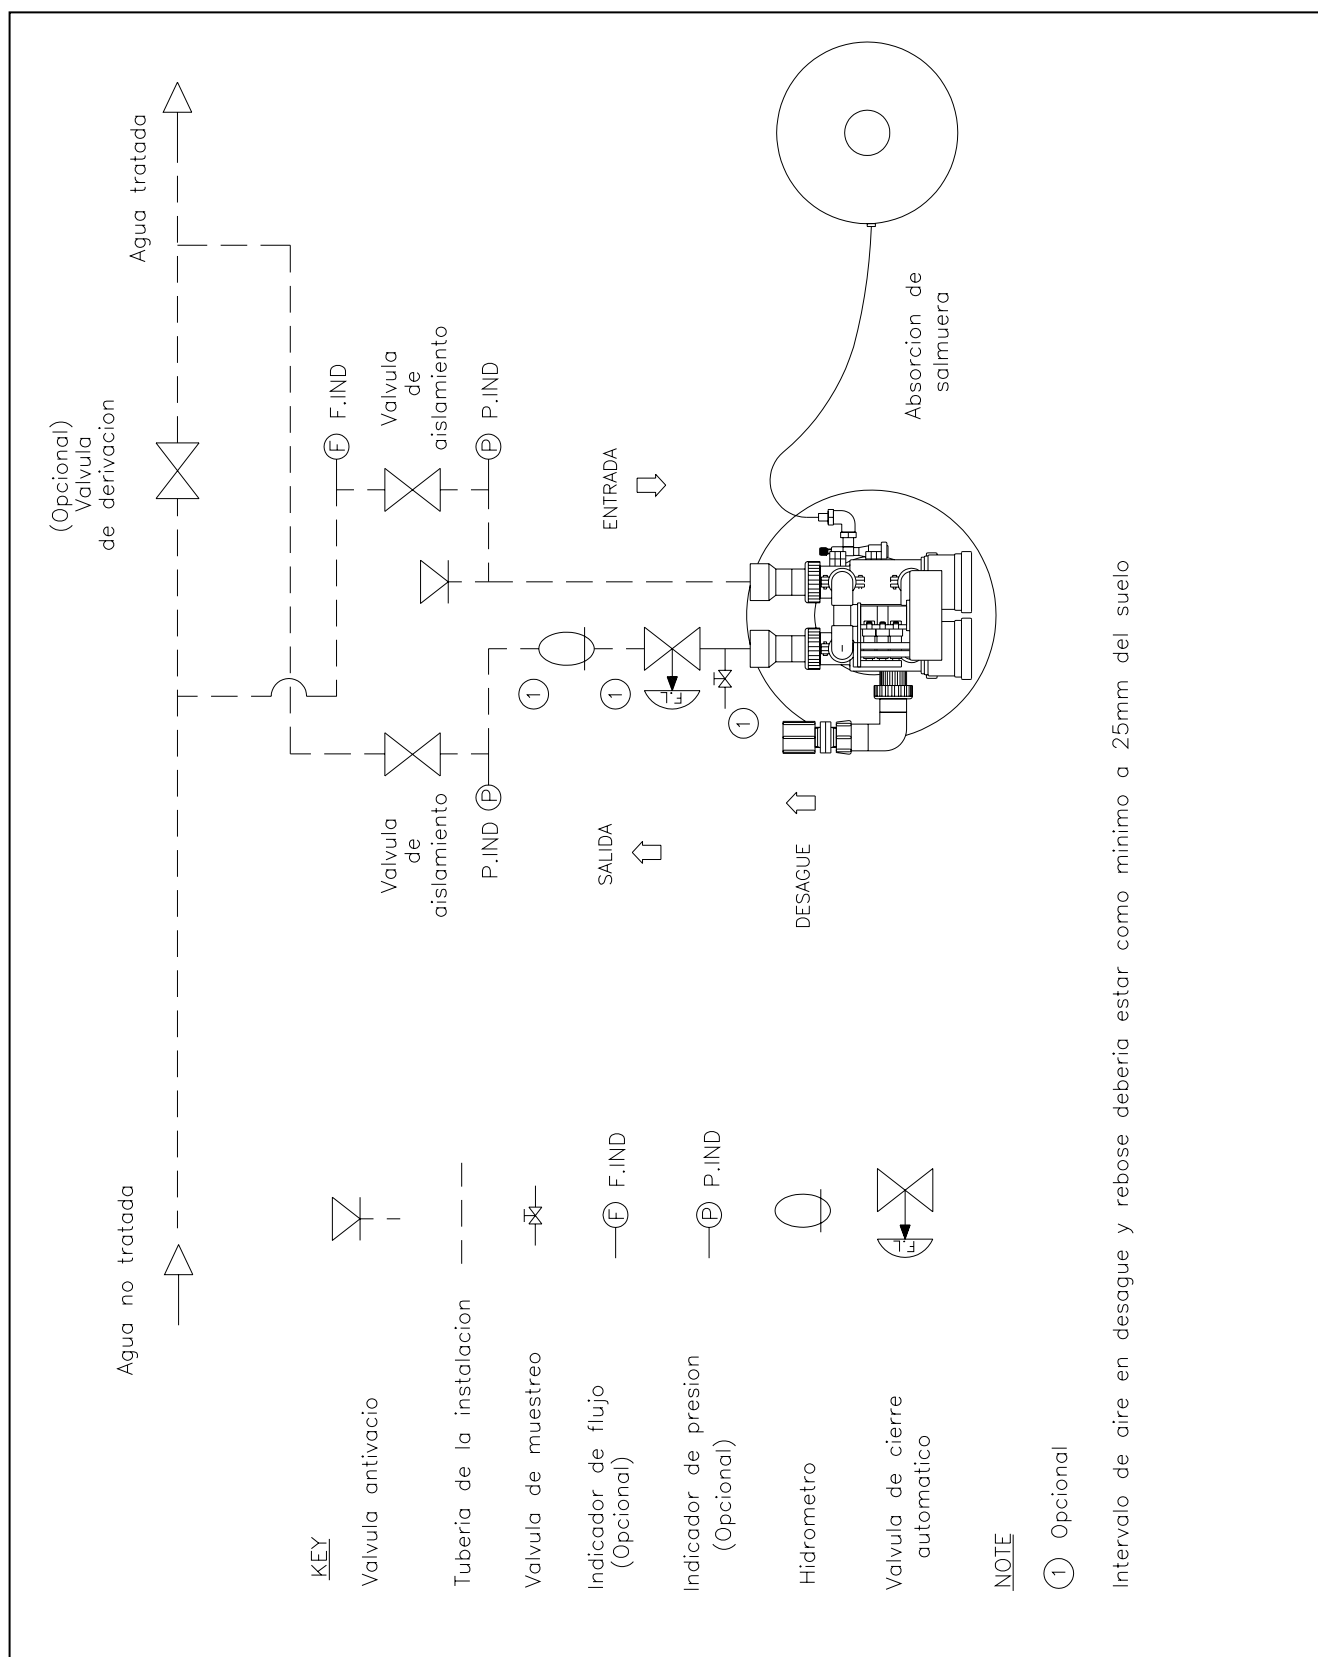 (Opcional)
Valvula
de derivacion
Agua no tratada
Agua tratada
F
F.IND
Valvula
de
aislamiento
P.IND
P
Valvula
de
aislamiento
P
P.IND
1
1
F.L
1
SALIDA
ENTRADA
DESAGUE
Absorcion de
salmuera
KEY
Valvula antivacio
Tuberia de la instalacion
Valvula de muestreo
Indicador de flujo
(Opcional)
F
F.IND
Indicador de presion
(Opcional)
P
P.IND
Hidrometro
Valvula de cierre
automatico
F.L
NOTE
1 Opcional
Intervalo de aire en desague y rebose deberia estar como minimo a 25mm del suelo